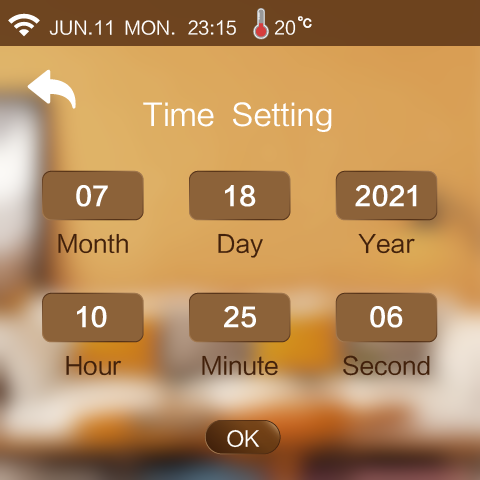 JUN.11 MON. 23:15 20°C
Time Setting
07 18 2021
Month Day Year
10 25 06
Hour Minute Second
OK